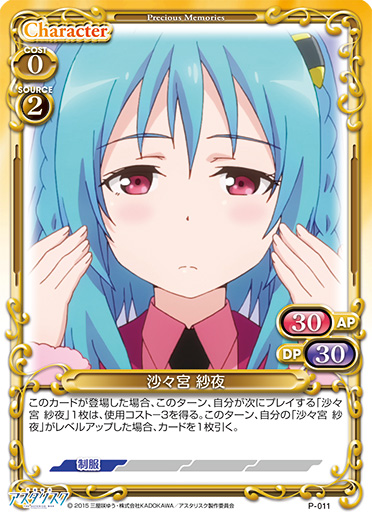 Precious Memories
Character
COST
0
SOURCE
2
30 AP
DP 30
沙々宮 紗夜
このカードが登場した場合、このターン、自分が次にプレイする「沙々
宮 紗夜」1枚は、使用コスト-3を得る。このターン、自分の「沙々宮 紗
夜」がレベルアップした場合、カードを1枚引く。
制服
アスタリスク
P-011
© 2015 三屋咲ゆう・株式会社KADOKAWA/アスタリスク製作委員会